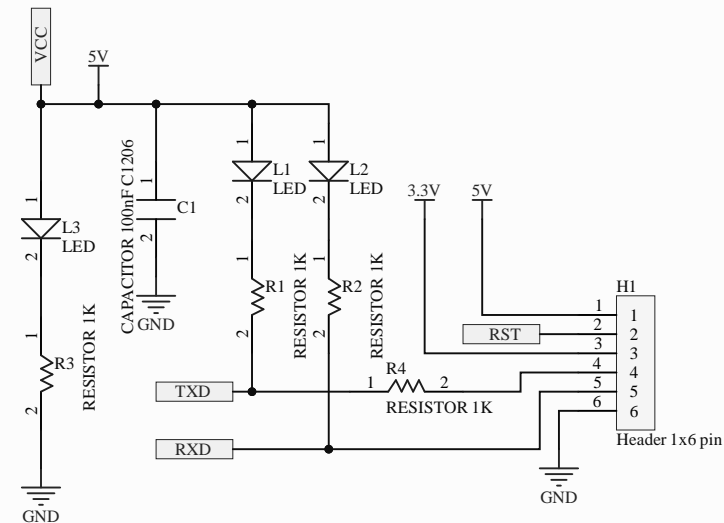 VCC
5V
1
1
1
1
L1
LED
L2
LED
CAPACITOR 100nF C1206
C1
2
2
2
3.3V
5V
L3
LED
2
1
1
1
R1
RESISTOR 1K
R2
RESISTOR 1K
2
2
GND
H1
1
1
RST
2
2
3
3
R3
RESISTOR 1K
2
R4
1
2
4
4
RESISTOR 1K
TXD
5
5
6
6
Header 1x6 pin
RXD
GND
GND